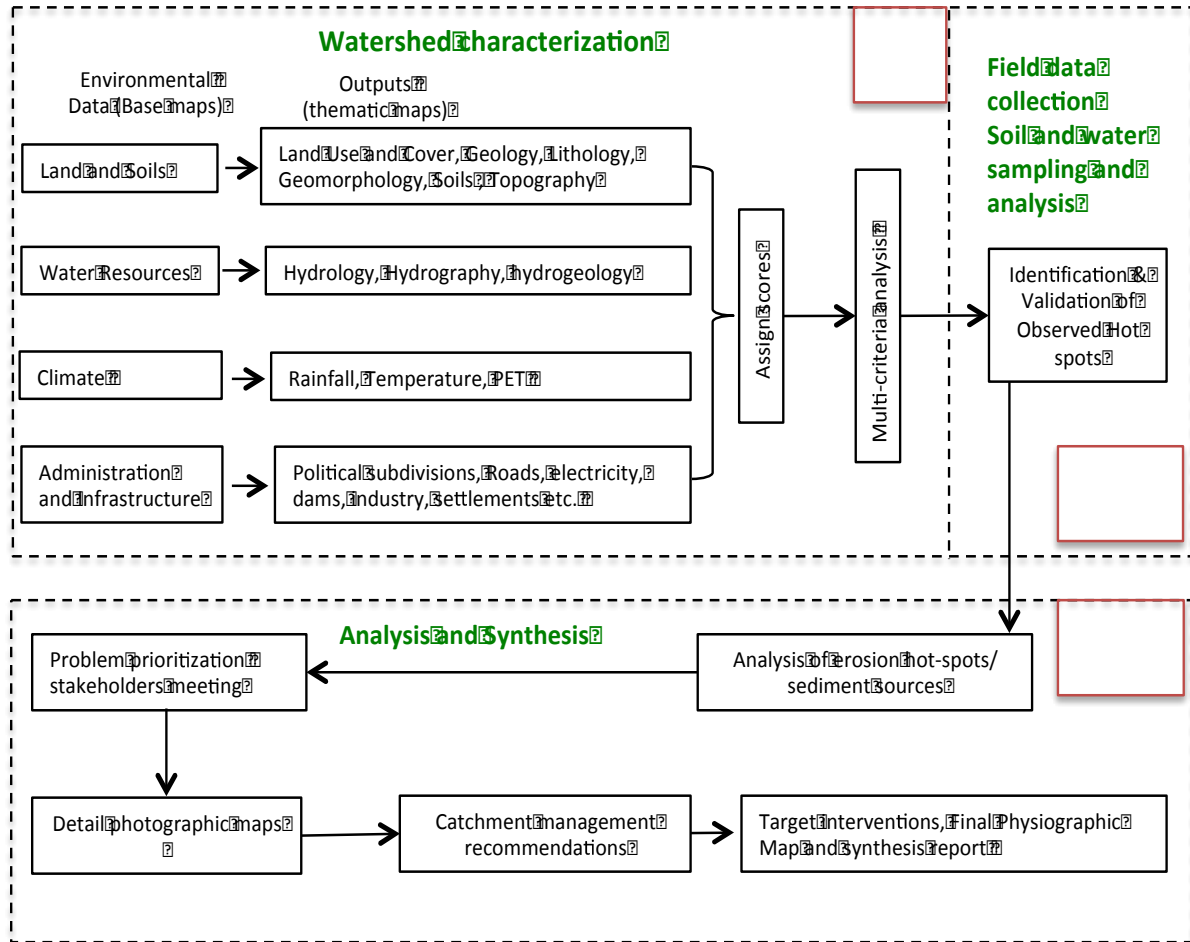 Watershed characterization
Environmental
Data (Base maps)
Outputs
(thematic maps)
Land and Soils
Land Use and Cover, Geology, Lithology,
Geomorphology, Soils, Topography
Water Resources
Hydrology, Hydrography, hydrogeology
Climate
Rainfall, Temperature, PET
Administration
and Infrastructure
Political subdivisions, Roads, electricity,
dams, industry, settlements etc.
Assign scores
Multi-criteria analysis
Field data
collection
Soil and water
sampling and
analysis
Identification &
Validation of
Observed Hot
spots
Analysis and Synthesis
Problem prioritization
stakeholders meeting
Analysis of erosion hot-spots/
sediment sources
Detail photographic maps
Catchment management
recommendations
Target Interventions, Final Physiographic
Map and synthesis report